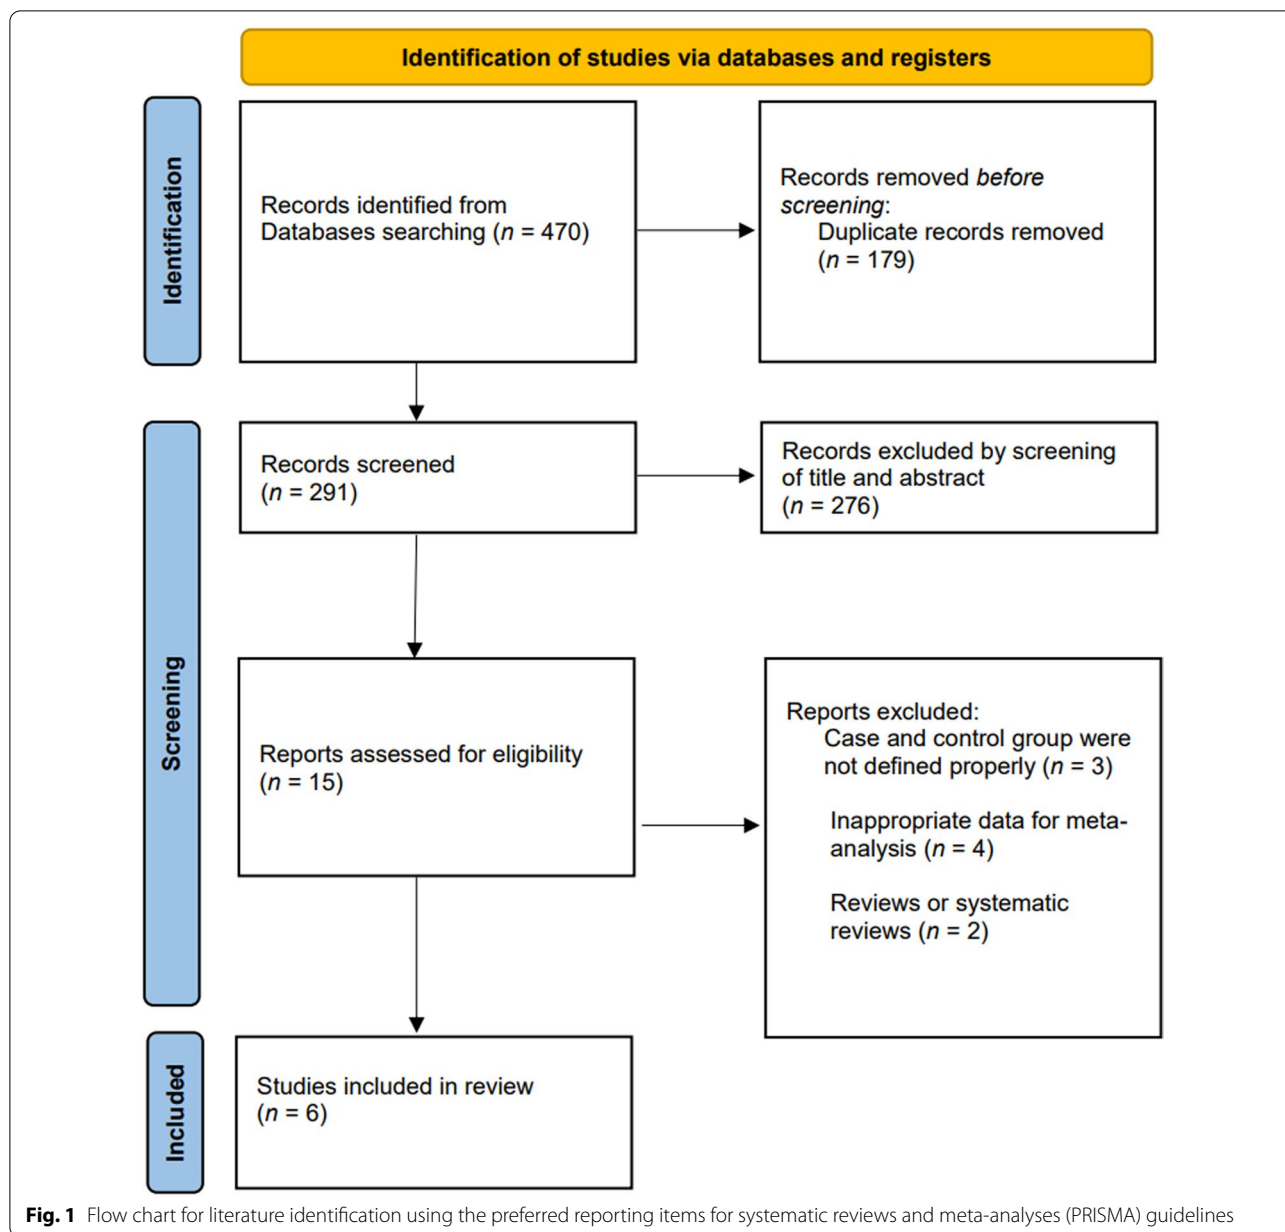 Identification of studies via databases and registers
Identification
Records identified from
Databases searching (n = 470)
Records removed before
screening:
Duplicate records removed
(n = 179)
Screening
Records screened
(n = 291)
Records excluded by screening
of title and abstract
(n = 276)
Reports assessed for eligibility
(n = 15)
Reports excluded:
Case and control group were
not defined properly (n = 3)
Inappropriate data for meta-
analysis (n = 4)
Reviews or systematic
reviews (n = 2)
Included
Studies included in review
(n = 6)
Fig. 1 Flow chart for literature identification using the preferred reporting items for systematic reviews and meta-analyses (PRISMA) guidelines